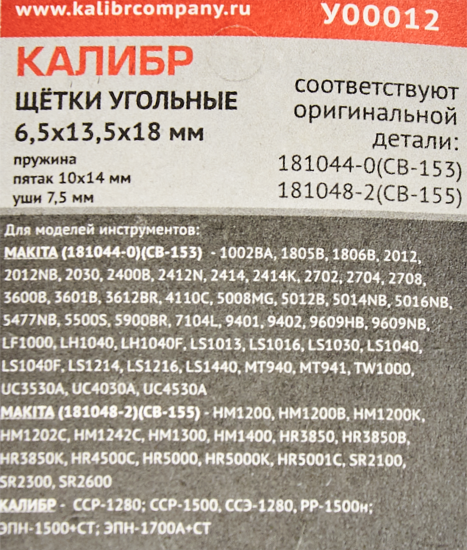 www.kalibrcompany.ru
У00012
КАЛИБР
ЩЁТКИ УГОЛЬНЫЕ
6,5х13,5х18 мм
пружина
пятак 10х14 мм
уши 7,5 мм
соответствуют
оригинальной
детали:
181044-0(СВ-153)
181048-2(СВ-155)
Для моделей инструментов:
MAKITA (181044-0)(CB-153) - 1002BA, 1805B, 1806B, 2012,
2012NB, 2030, 2400B, 2412N, 2414, 2414K, 2702, 2704, 2708,
3600B, 3601B, 3612BR, 4110C, 5008MG, 5012B, 5014NB, 5016NB,
5477NB, 5500S, 5900BR, 7104L, 9401, 9402, 9609HB, 9609NB,
LF1000, LH1040, LH1040F, LS1013, LS1016, LS1030, LS1040,
LS1040F, LS1214, LS1216, LS1440, MT940, MT941, TW1000,
UC3530A, UC4030A, UC4530A
MAKITA (181048-2)(CB-155) - HM1200, HM1200B, HM1200K,
HM1202C, HM1242C, HM1300, HM1400, HR3850, HR3850B,
HR3850K, HR4500C, HR5000, HR5000K, HR5001C, SR2100,
SR2300, SR2600
КАЛИБР - ССР-1280; ССР-1500, ССЭ-1280, РР-1500н;
ЭПН-1500+СТ; ЭПН-1700А+СТ